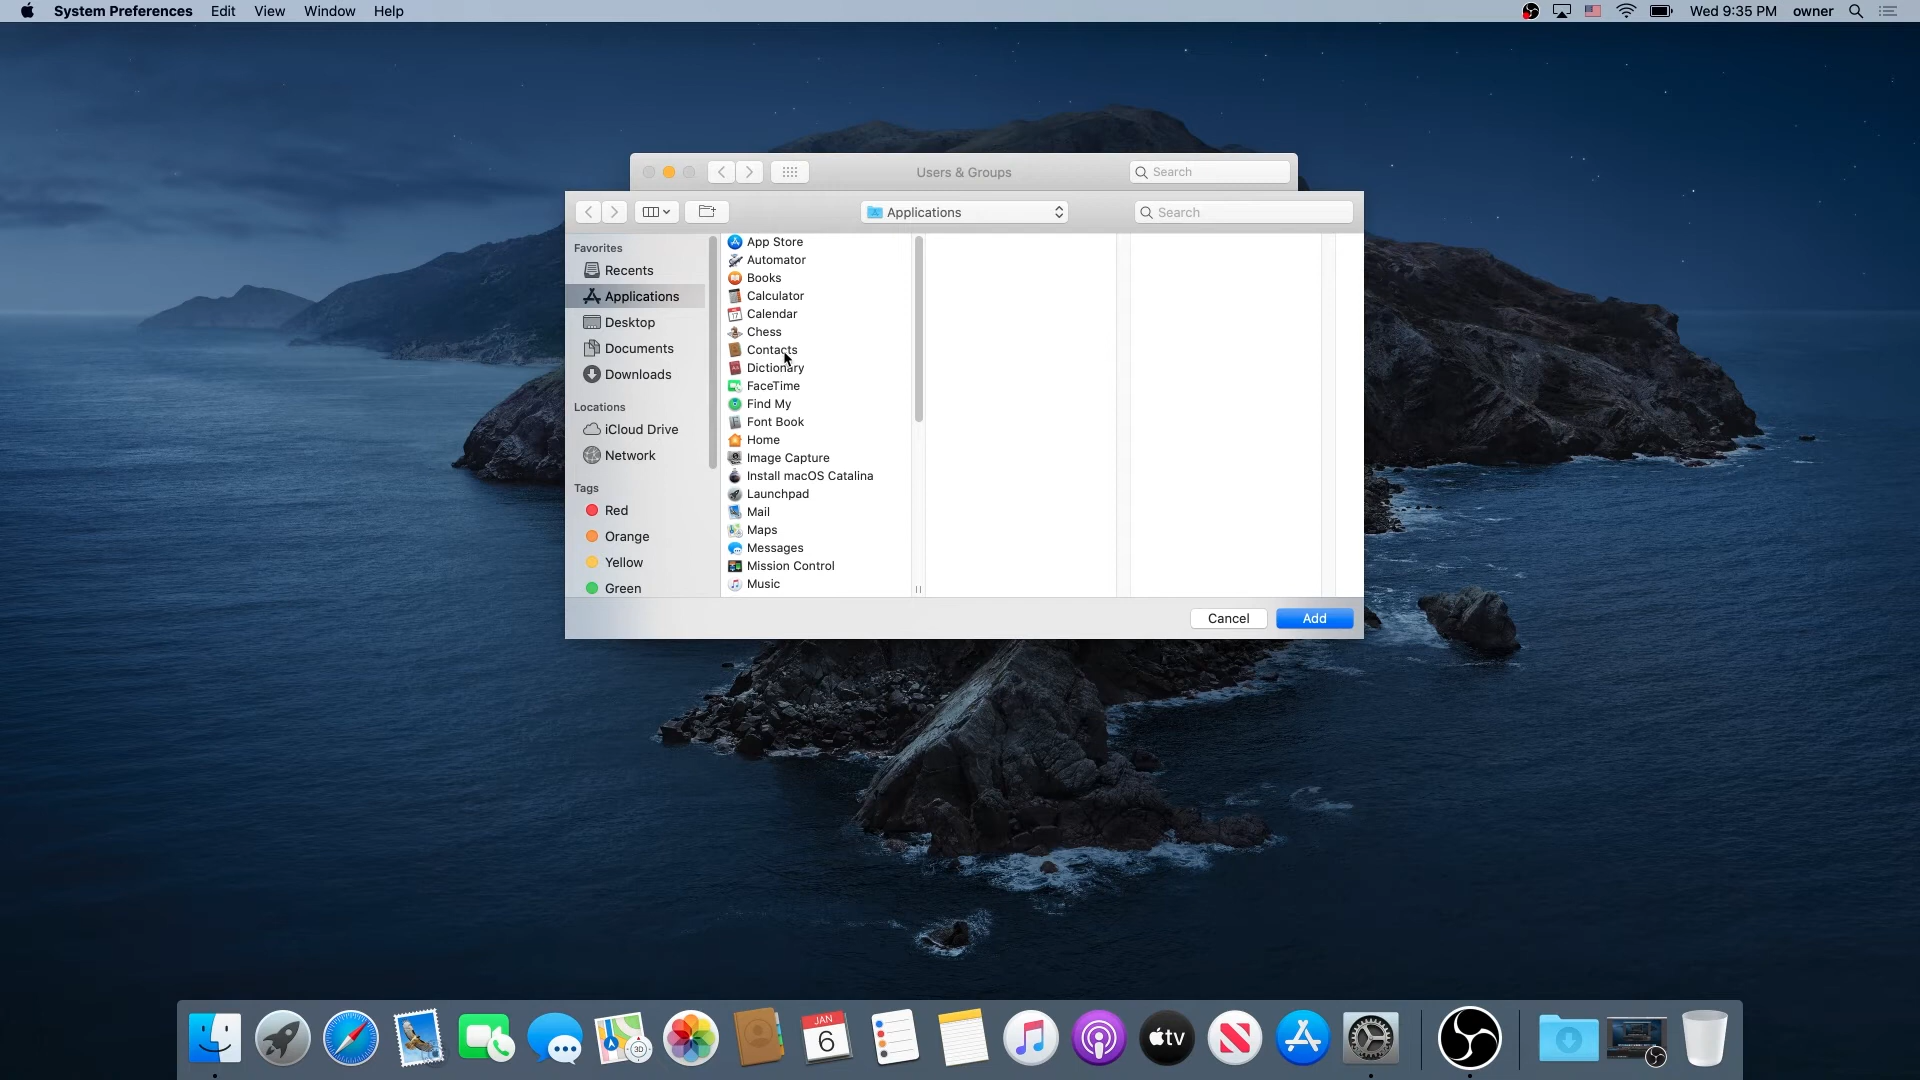 System Preferences Edit View Window Help Wed 9:35 PM owner
Users & Groups Search
Applications Search
Favorites
Recents
Applications
Desktop
Documents
Downloads
Locations
iCloud Drive
Network
Tags
Red
Orange
Yellow
Green
App Store
Automator
Books
Calculator
Calendar
Chess
Contacts
Dictionary
FaceTime
Find My
Font Book
Home
Image Capture
Install macOS Catalina
Launchpad
Mail
Maps
Messages
Mission Control
Music
Cancel Add
3D
JAN
6
tv